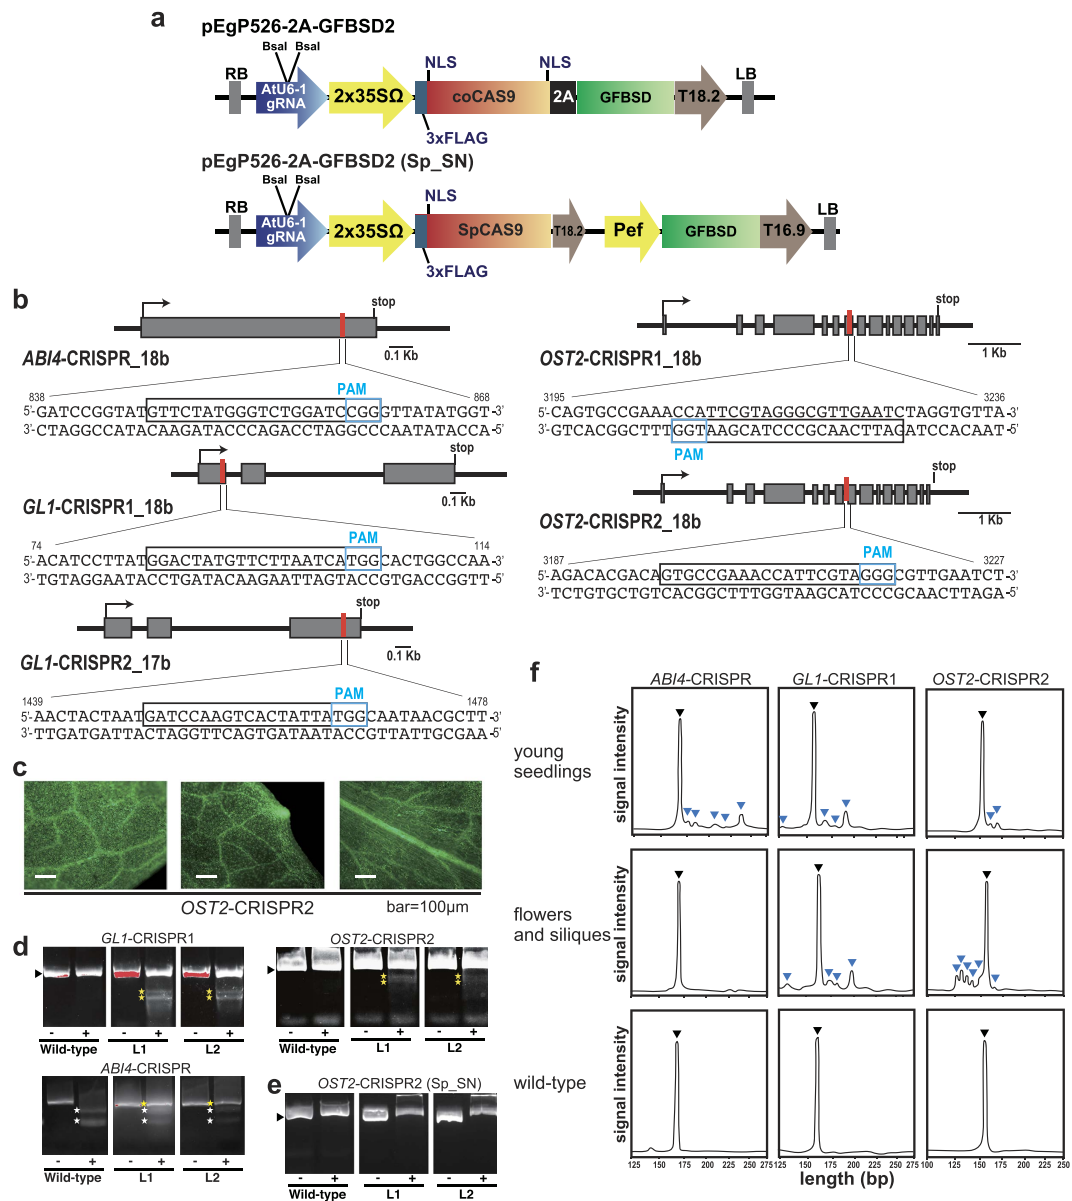 a
pEgP526-2A-GFBSD2
BsaI BsaI
NLS NLS
RB LB
AtU6-1
gRNA
2x35SΩ coCAS9 2A GFBSD T18.2
3xFLAG
pEgP526-2A-GFBSD2 (Sp_SN)
BsaI BsaI
NLS
RB LB
AtU6-1
gRNA
2x35SΩ SpCAS9 T18.2 Pef GFBSD T16.9
3xFLAG
b
stop
0.1 Kb
ABI4-CRISPR_18b
PAM
838 868
5'-GATCCGGTATGTTCTATGGGTCTGGATCCGGGTTATATGGT-3'
3'-CTAGGCCATACAAGATACCCAGACCTAGGCCCAATATACCA-5'
stop
0.1 Kb
GL1-CRISPR1_18b
PAM
74 114
5'-ACATCCTTATGGACTATGTTCTTAATCATGGCACTGGCCAA-3'
3'-TGTAGGAATACCTGATACAAGAATTAGTACCGTGACCGGTT-5'
stop
0.1 Kb
GL1-CRISPR2_17b
PAM
1439 1478
5'-AACTACTAATGATCCAAGTCACTATTATGGCAATAACGCTT-3'
3'-TTGATGATTACTAGGTTCAGTGATAATACCGTTATTGCGAA-5'
stop
1 Kb
OST2-CRISPR1_18b
3195 3236
5'-CAGTGCCGAAACCATTCGTAGGGCGTTGAATCTAGGTGTTA-3'
3'-GTCACGGCTTTGGTAAGCATCCCGCAACTTAGATCCACAAT-5'
PAM
stop
1 Kb
OST2-CRISPR2_18b
PAM
3187 3227
5'-AGACACGACAGTGCCGAAACCATTCGTAGGGCGTTGAATCT-3'
3'-TCTGTGCTGTCACGGCTTTGGTAAGCATCCCGCAACTTAGA-5'
c
OST2-CRISPR2 bar=100μm
d
GL1-CRISPR1
- + - + - +
Wild-type L1 L2
OST2-CRISPR2
- + - + - +
Wild-type L1 L2
ABI4-CRISPR
- + - + - +
Wild-type L1 L2
e
OST2-CRISPR2 (Sp_SN)
- + - + - +
Wild-type L1 L2
f
ABI4-CRISPR GL1-CRISPR1 OST2-CRISPR2
young
seedlings
signal intensity
flowers
and siliques
signal intensity
wild-type
signal intensity
125 150 175 200 225 250 275
125 150 175 200 225 250 275
100 125 150 175 200 225 250
length (bp)